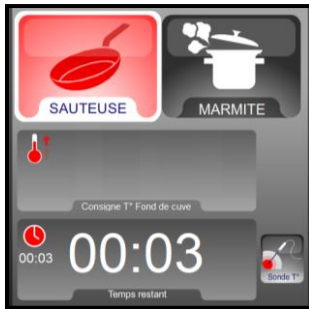 SAUTEUSE
MARMITE
Consigne T° Fond de cuve
00:03
00:03
Temps restant
Sonde T°